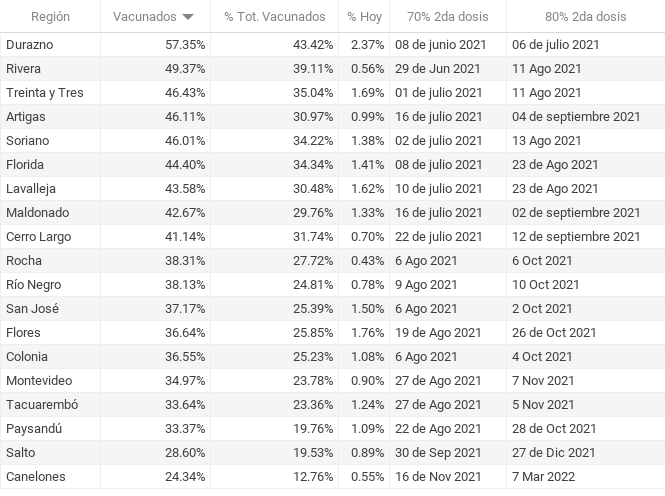 Región Vacunados % Tot. Vacunados % Hoy 70% 2da dosis 80% 2da dosis
Durazno 57.35% 43.42% 2.37% 08 de junio 2021 06 de julio 2021
Rivera 49.37% 39.11% 0.56% 29 de Jun 2021 11 Ago 2021
Treinta y Tres 46.43% 35.04% 1.69% 01 de julio 2021 11 Ago 2021
Artigas 46.11% 30.97% 0.99% 16 de julio 2021 04 de septiembre 2021
Soriano 46.01% 34.22% 1.38% 02 de julio 2021 13 Ago 2021
Florida 44.40% 34.34% 1.41% 08 de julio 2021 23 de Ago 2021
Lavalleja 43.58% 30.48% 1.62% 10 de julio 2021 23 de Ago 2021
Maldonado 42.67% 29.76% 1.33% 16 de julio 2021 02 de septiembre 2021
Cerro Largo 41.14% 31.74% 0.70% 22 de julio 2021 12 de septiembre 2021
Rocha 38.31% 27.72% 0.43% 6 Ago 2021 6 Oct 2021
Río Negro 38.13% 24.81% 0.78% 9 Ago 2021 10 Oct 2021
San José 37.17% 25.39% 1.50% 6 Ago 2021 2 Oct 2021
Flores 36.64% 25.85% 1.76% 19 de Ago 2021 26 de Oct 2021
Colonia 36.55% 25.23% 1.08% 6 Ago 2021 4 Oct 2021
Montevideo 34.97% 23.78% 0.90% 27 de Ago 2021 7 Nov 2021
Tacuarembó 33.64% 23.36% 1.24% 27 de Ago 2021 5 Nov 2021
Paysandú 33.37% 19.76% 1.09% 22 de Ago 2021 28 de Oct 2021
Salto 28.60% 19.53% 0.89% 30 de Sep 2021 27 de Dic 2021
Canelones 24.34% 12.76% 0.55% 16 de Nov 2021 7 Mar 2022